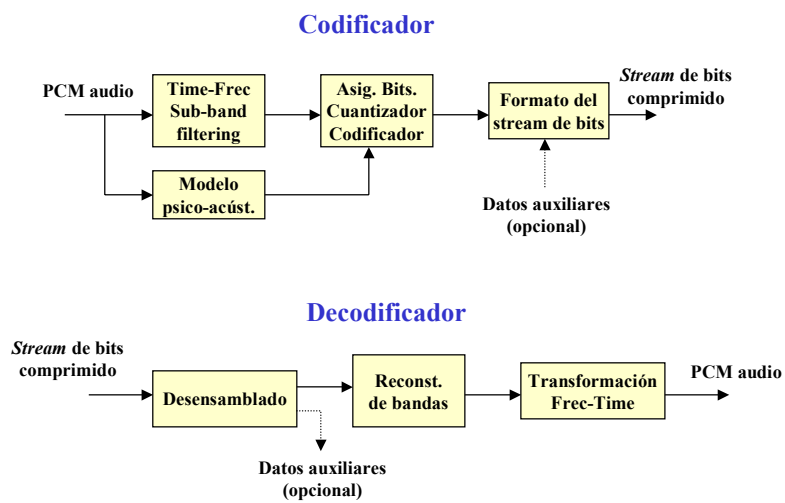 Codificador
PCM audio
Time-Frec
Sub-band
filtering
Asig. Bits.
Cuantizador
Codificador
Formato del
stream de bits
Stream de bits
comprimido
Modelo
psico-acúst.
Datos auxiliares
(opcional)
Decodificador
Stream de bits
comprimido
Desensamblado
Reconst.
de bandas
Transformación
Frec-Time
PCM audio
Datos auxiliares
(opcional)